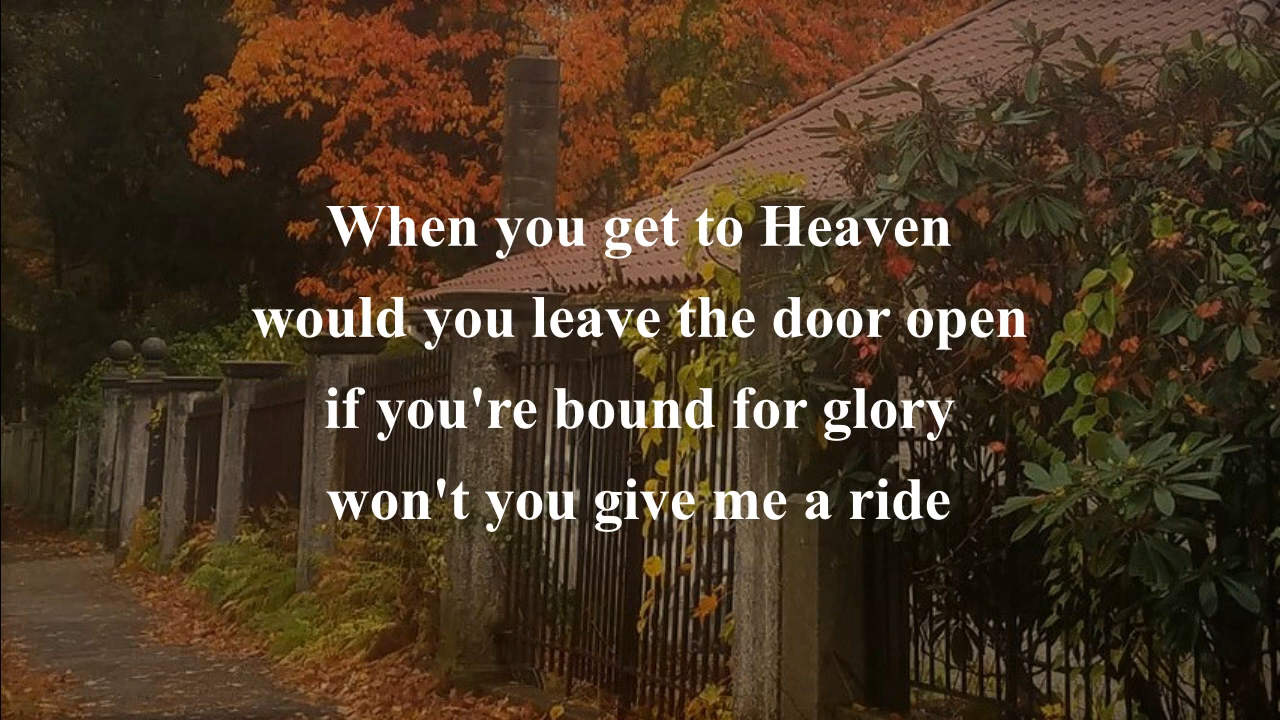 When you get to Heaven
would you leave the door open
if you're bound for glory
won't you give me a ride